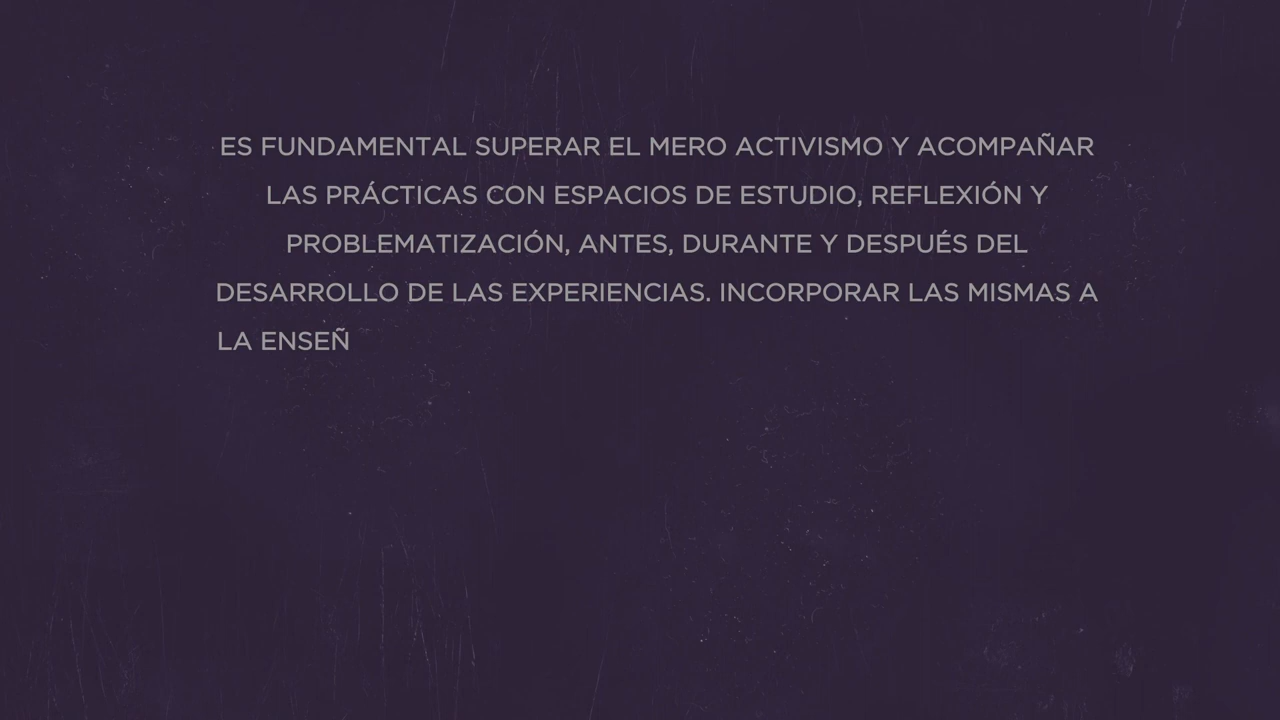 ES FUNDAMENTAL SUPERAR EL MERO ACTIVISMO Y ACOMPAÑAR
LAS PRÁCTICAS CON ESPACIOS DE ESTUDIO, REFLEXIÓN Y
PROBLEMATIZACIÓN, ANTES, DURANTE Y DESPUÉS DEL
DESARROLLO DE LAS EXPERIENCIAS. INCORPORAR LAS MISMAS A
LA ENSEÑ